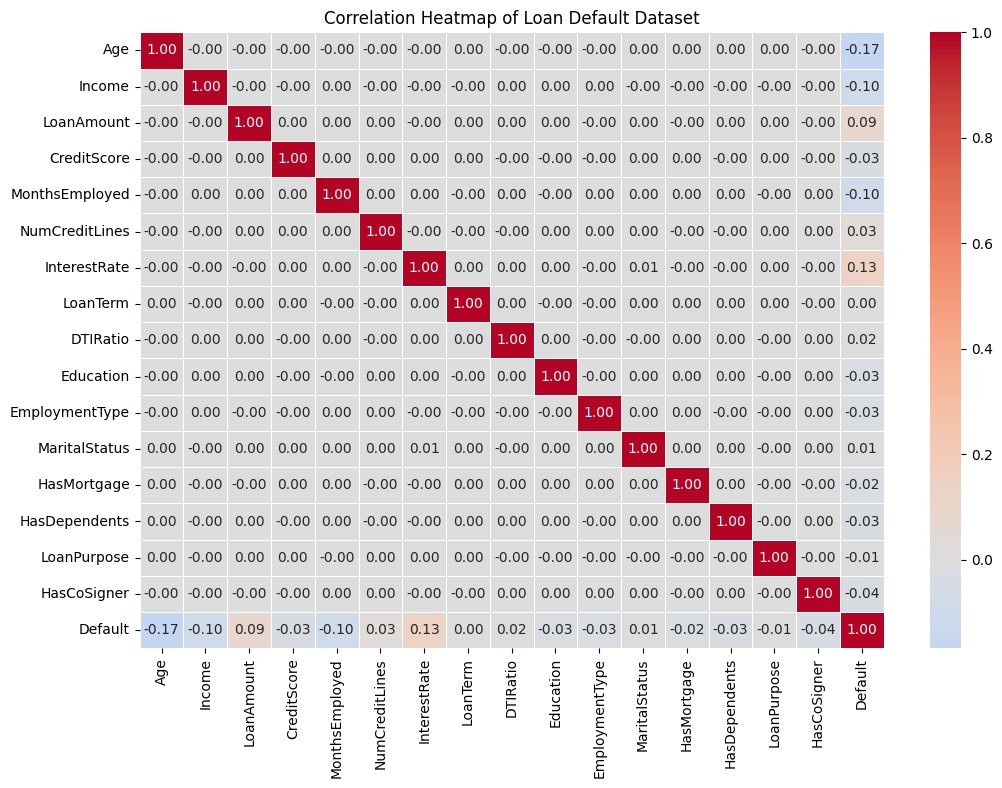 Correlation Heatmap of Loan Default Dataset
Age 1.00 -0.00 -0.00 -0.00 -0.00 -0.00 -0.00 0.00 -0.00 -0.00 -0.00 0.00 -0.00 0.00 0.00 -0.00 -0.17
Income -0.00 1.00 -0.00 -0.00 0.00 -0.00 -0.00 -0.00 0.00 0.00 0.00 -0.00 -0.00 0.00 -0.00 -0.00 -0.10
LoanAmount -0.00 -0.00 1.00 0.00 0.00 0.00 -0.00 0.00 0.00 0.00 -0.00 -0.00 0.00 0.00 0.00 -0.00 0.09
CreditScore -0.00 -0.00 0.00 1.00 0.00 0.00 0.00 0.00 -0.00 -0.00 -0.00 0.00 0.00 0.00 -0.00 0.00 -0.03
MonthsEmployed -0.00 0.00 0.00 0.00 1.00 0.00 0.00 -0.00 0.00 -0.00 0.00 0.00 0.00 0.00 -0.00 0.00 -0.10
NumCreditLines -0.00 -0.00 0.00 0.00 0.00 1.00 -0.00 -0.00 -0.00 0.00 -0.00 0.00 0.00 -0.00 -0.00 -0.00 0.03
InterestRate -0.00 -0.00 -0.00 0.00 0.00 -0.00 1.00 0.00 0.00 0.00 -0.00 0.01 -0.00 -0.00 0.00 0.00 0.13
LoanTerm 0.00 -0.00 0.00 0.00 -0.00 -0.00 0.00 1.00 0.00 -0.00 -0.00 0.00 0.00 0.00 0.00 -0.00 0.00
DTIRatio -0.00 0.00 0.00 -0.00 0.00 -0.00 0.00 0.00 1.00 0.00 -0.00 -0.00 0.00 -0.00 0.00 0.00 0.02
Education -0.00 0.00 0.00 -0.00 -0.00 0.00 0.00 -0.00 0.00 1.00 -0.00 -0.00 0.00 0.00 -0.00 0.00 -0.03
EmploymentType -0.00 0.00 -0.00 -0.00 0.00 -0.00 -0.00 -0.00 -0.00 -0.00 1.00 0.00 0.00 -0.00 0.00 -0.00 -0.03
MaritalStatus 0.00 -0.00 -0.00 0.00 0.00 0.00 0.01 0.00 -0.00 -0.00 0.00 1.00 0.00 0.00 -0.00 0.00 0.01
HasMortgage -0.00 -0.00 0.00 0.00 0.00 0.00 -0.00 0.00 0.00 0.00 0.00 0.00 1.00 0.00 -0.00 -0.00 -0.02
HasDependents 0.00 0.00 0.00 0.00 0.00 -0.00 -0.00 0.00 -0.00 0.00 -0.00 0.00 0.00 1.00 -0.00 0.00 -0.03
LoanPurpose 0.00 -0.00 0.00 -0.00 -0.00 -0.00 0.00 0.00 0.00 -0.00 0.00 -0.00 -0.00 -0.00 1.00 -0.00 -0.01
HasCoSigner -0.00 -0.00 -0.00 0.00 0.00 -0.00 0.00 -0.00 0.00 0.00 -0.00 0.00 -0.00 0.00 -0.00 1.00 -0.04
Default -0.17 -0.10 0.09 -0.03 -0.10 0.03 0.13 0.00 0.02 -0.03 -0.03 0.01 -0.02 -0.03 -0.01 -0.04 1.00
Age Income LoanAmount CreditScore MonthsEmployed NumCreditLines InterestRate LoanTerm DTIRatio Education EmploymentType MaritalStatus HasMortgage HasDependents LoanPurpose HasCoSigner Default
1.0
0.8
0.6
0.4
0.2
0.0